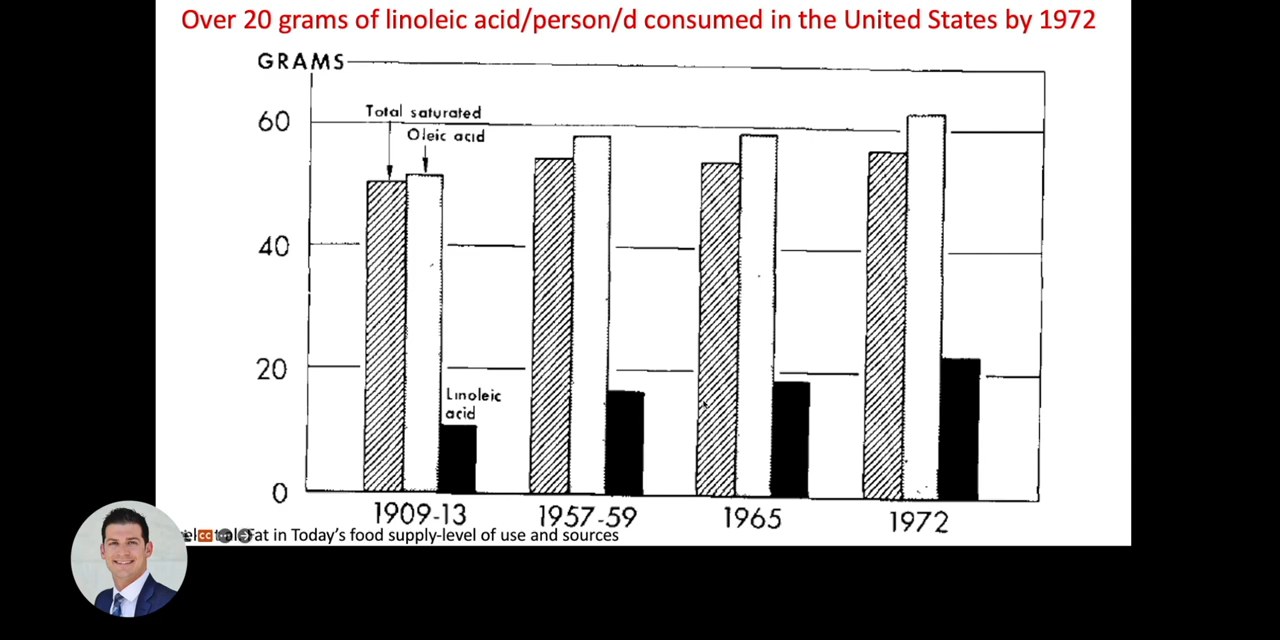 Over 20 grams of linoleic acid/person/d consumed in the United States by 1972
GRAMS
Total saturated
60
Oleic acid
40
20
Linoleic
acid
0
1909-13 1957-59 1965 1972
Fat in Today's food supply-level of use and sources